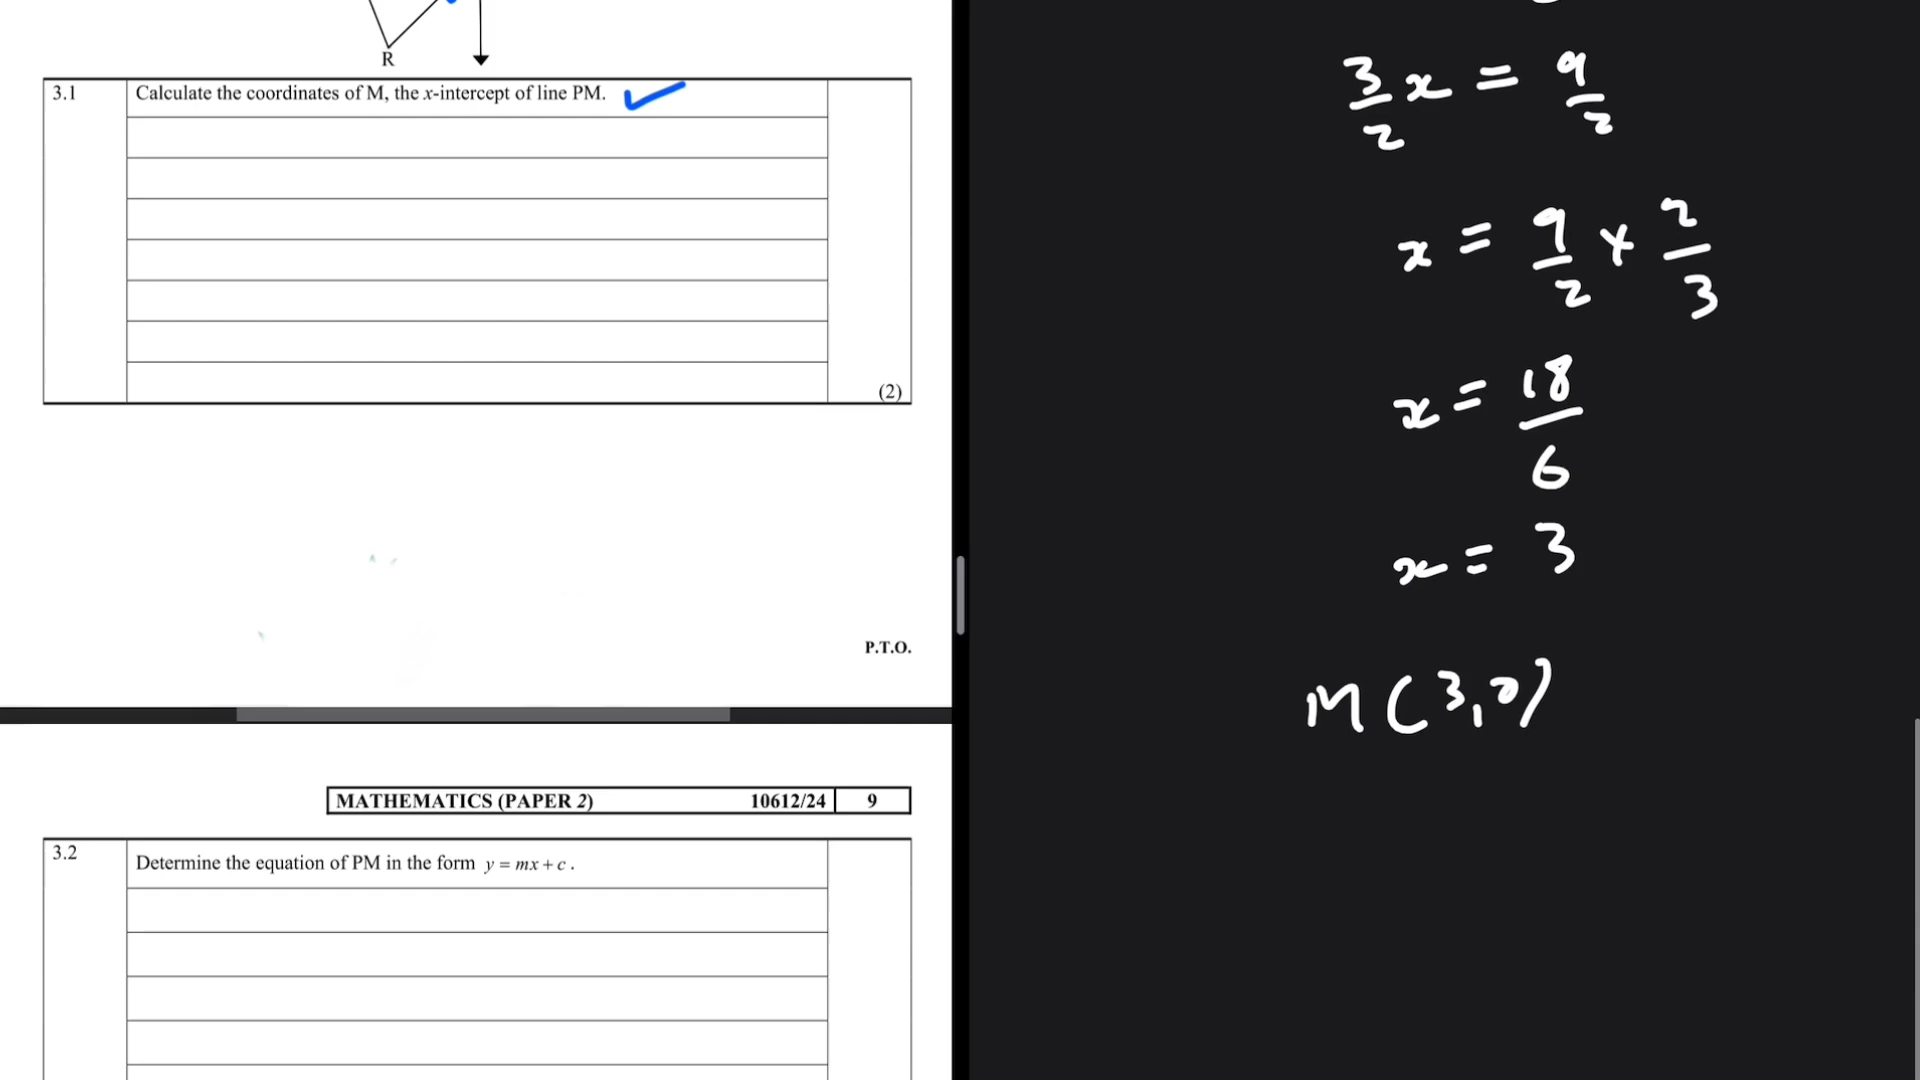 R
3.1 Calculate the coordinates of M, the x-intercept of line PM.
(2)
P.T.O.
MATHEMATICS (PAPER 2) 10612/24 9
3.2 Determine the equation of PM in the form y = mx + c .
3/2 x = 9/2
x = 9/2 × 2/3
x = 18/6
x = 3
M (3,0)